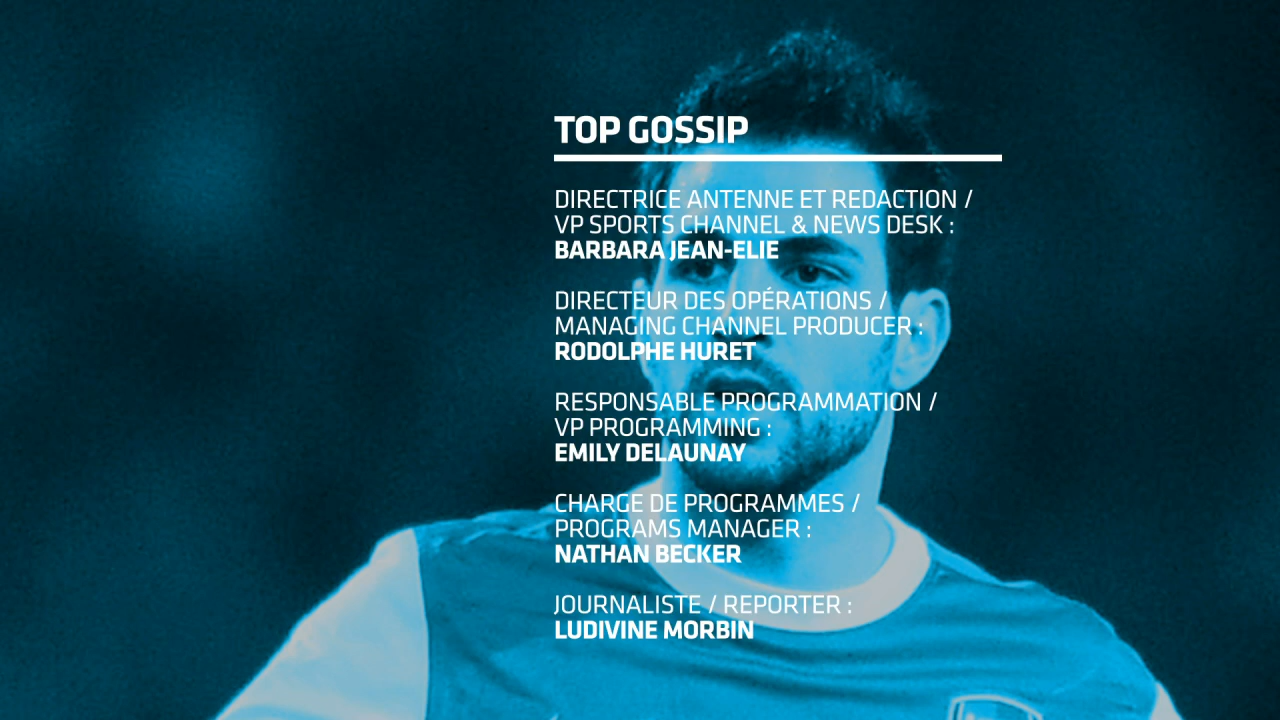 TOP GOSSIP
DIRECTRICE ANTENNE ET REDACTION /
VP SPORTS CHANNEL & NEWS DESK :
BARBARA JEAN-ELIE
DIRECTEUR DES OPÉRATIONS /
MANAGING CHANNEL PRODUCER :
RODOLPHE HURET
RESPONSABLE PROGRAMMATION /
VP PROGRAMMING :
EMILY DELAUNAY
CHARGE DE PROGRAMMES /
PROGRAMS MANAGER :
NATHAN BECKER
JOURNALISTE / REPORTER :
LUDIVINE MORBIN